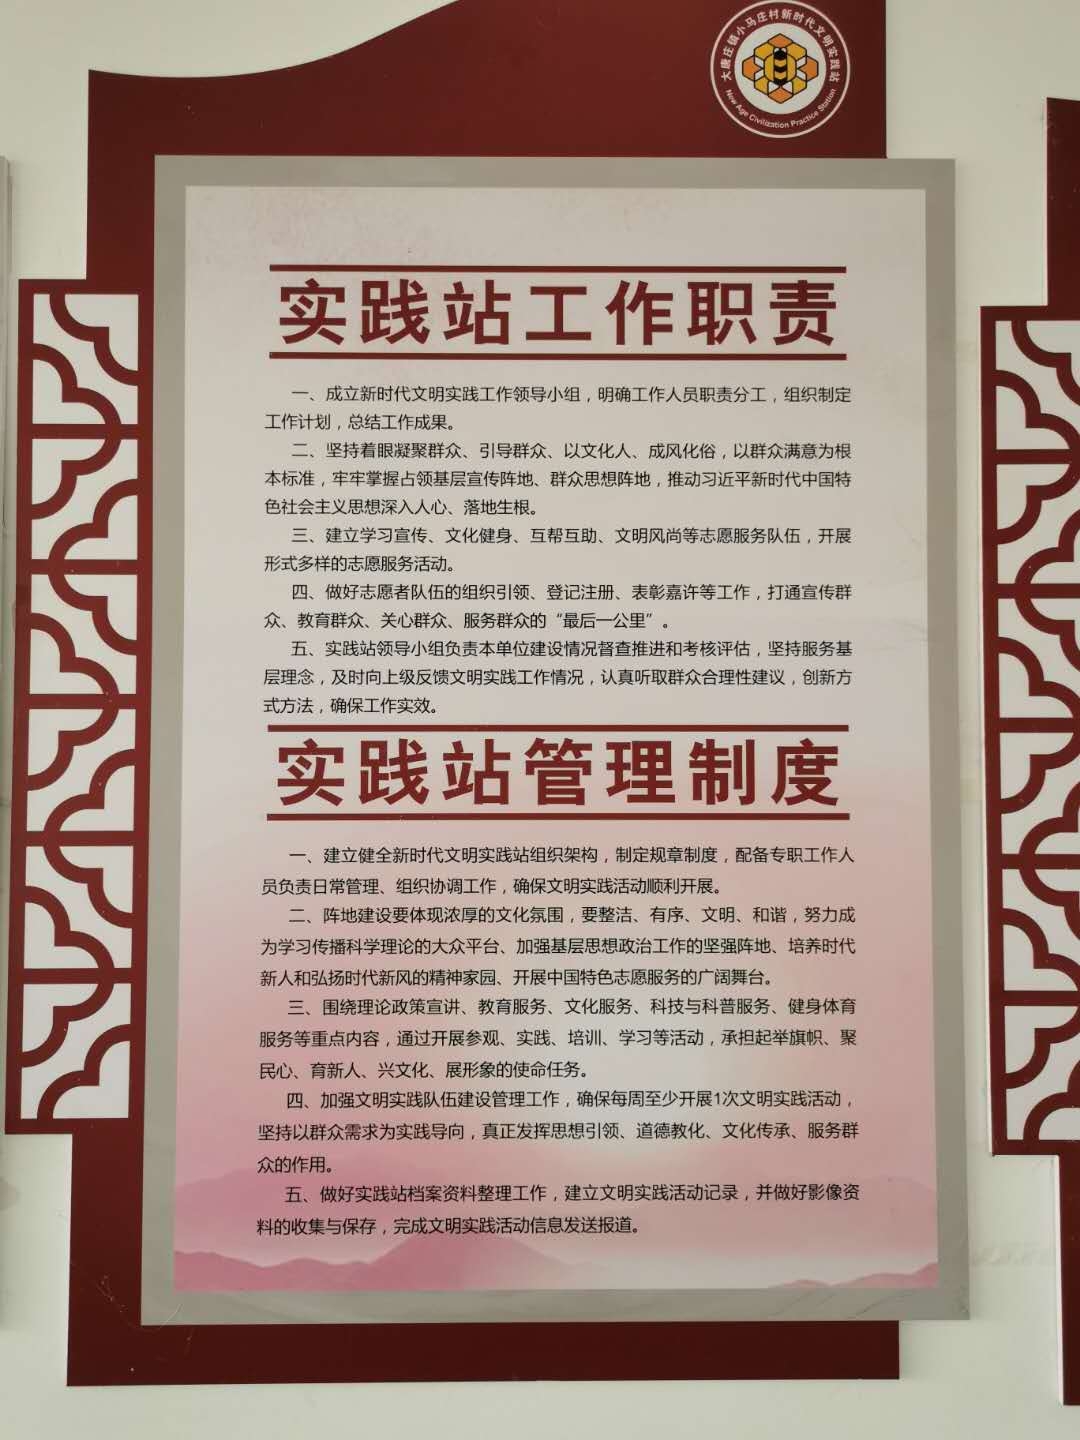 大唐庄镇小马庄村新时代文明实践站
New Age Civilization Practice Station
实践站工作职责
一、成立新时代文明实践工作领导小组，明确工作人员职责分工，组织制定
工作计划，总结工作成果。
二、坚持着眼凝聚群众、引导群众、以文化人、成风化俗，以群众满意为根
本标准，牢牢掌握占领基层宣传阵地、群众思想阵地，推动习近平新时代中国特
色社会主义思想深入人心、落地生根。
三、建立学习宣传、文化健身、互帮互助、文明风尚等志愿服务队伍，开展
形式多样的志愿服务活动。
四、做好志愿者队伍的组织引领、登记注册、表彰嘉许等工作，打通宣传群
众、教育群众、关心群众、服务群众的“最后一公里”。
五、实践站领导小组负责本单位建设情况督查推进和考核评估，坚持服务基
层理念，及时向上级反馈文明实践工作情况，认真听取群众合理性建议，创新方
式方法，确保工作实效。
实践站管理制度
一、建立健全新时代文明实践站组织架构，制定规章制度，配备专职工作人
员负责日常管理、组织协调工作，确保文明实践活动顺利开展。
二、阵地建设要体现浓厚的文化氛围，要整洁、有序、文明、和谐，努力成
为学习传播科学理论的大众平台、加强基层思想政治工作的坚强阵地、培养时代
新人和弘扬时代新风的精神家园、开展中国特色志愿服务的广阔舞台。
三、围绕理论政策宣讲、教育服务、文化服务、科技与科普服务、健身体育
服务等重点内容，通过开展参观、实践、培训、学习等活动，承担起举旗帜、聚
民心、育新人、兴文化、展形象的使命任务。
四、加强文明实践队伍建设管理工作，确保每周至少开展1次文明实践活动，
坚持以群众需求为实践导向，真正发挥思想引领、道德教化、文化传承、服务群
众的作用。
五、做好实践站档案资料整理工作，建立文明实践活动记录，并做好影像资
料的收集与保存，完成文明实践活动信息发送报道。